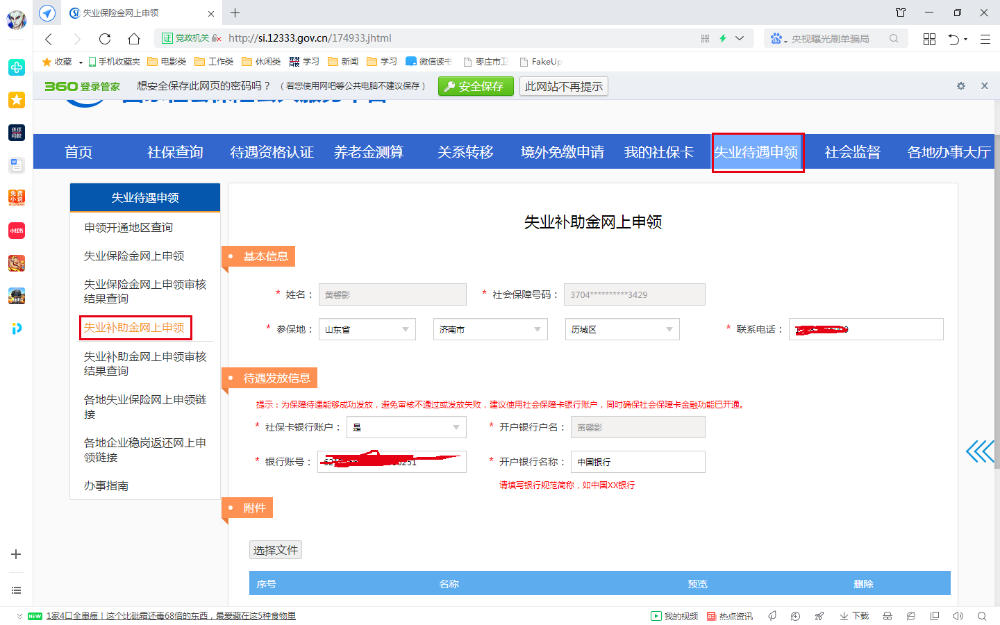 失业保险金网上申领
证 党政机关 http://si.12333.gov.cn/174933.jhtml
央视曝光刷单骗局
收藏 手机收藏夹 电影类 工作类 休闲类 学习 新闻 学习 微信读书 枣庄市卫 FakeUp
360登录管家 想安全保存此网页的密码吗？ （若您使用网吧等公共电脑不建议保存） 安全保存 此网站不再提示
首页 社保查询 待遇资格认证 养老金测算 关系转移 境外免缴申请 我的社保卡 失业待遇申领 社会监督 各地办事大厅
失业待遇申领
申领开通地区查询
失业保险金网上申领
失业保险金网上申领审核
结果查询
失业补助金网上申领
失业补助金网上申领审核
结果查询
各地失业保险网上申领链
接
各地企业稳岗返还网上申
领链接
办事指南
失业补助金网上申领
基本信息
* 姓名： 黄馨影 * 社会保障号码： 3704**********3429
* 参保地： 山东省 济南市 历城区 * 联系电话：
待遇发放信息
提示：为保障待遇能够成功发放，避免审核不通过或发放失败，建议使用社会保障卡银行账户，同时确保社会保障卡金融功能已开通。
* 社保卡银行账户： 是 * 开户银行户名： 黄馨影
* 银行账号： * 开户银行名称： 中国银行
请填写银行规范简称，如中国XX银行
附件
选择文件
序号 名称 预览 删除
NEW 1家4口全患癌！这个比砒霜还毒68倍的东西，最爱藏在这5种食物里
我的视频 热点资讯 下载